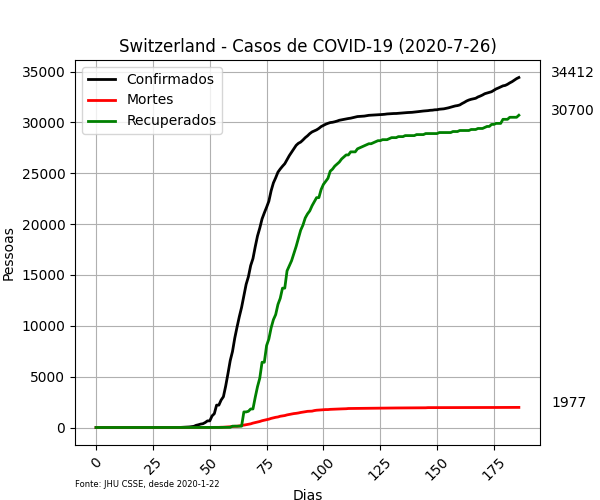 Switzerland - Casos de COVID-19 (2020-7-26)
Confirmados
Mortes
Recuperados
34412
30700
1977
Pessoas
35000
30000
25000
20000
15000
10000
5000
0
0 25 50 75 100 125 150 175
Dias
Fonte: JHU CSSE, desde 2020-1-22